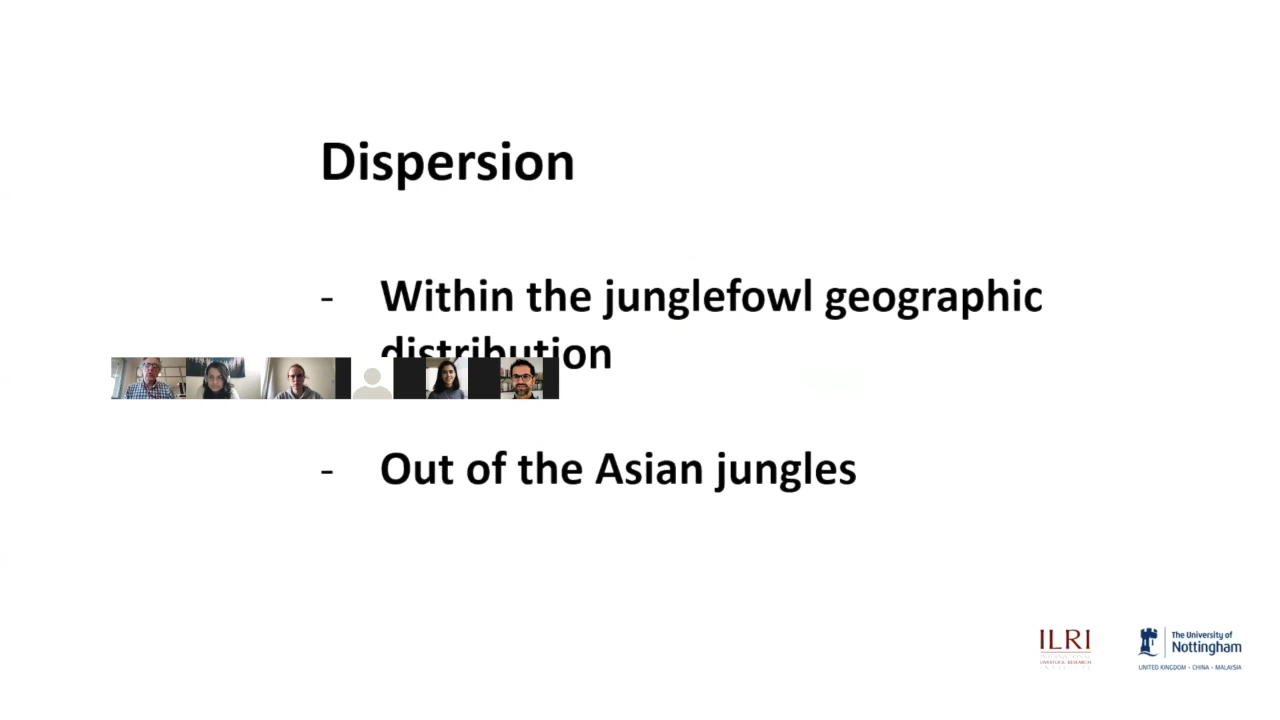 Dispersion
- Within the junglefowl geographic
distribution
- Out of the Asian jungles
ILRI
LIVESTOCK RESEARCH
The University of
Nottingham
UNITED KINGDOM · CHINA · MALAYSIA